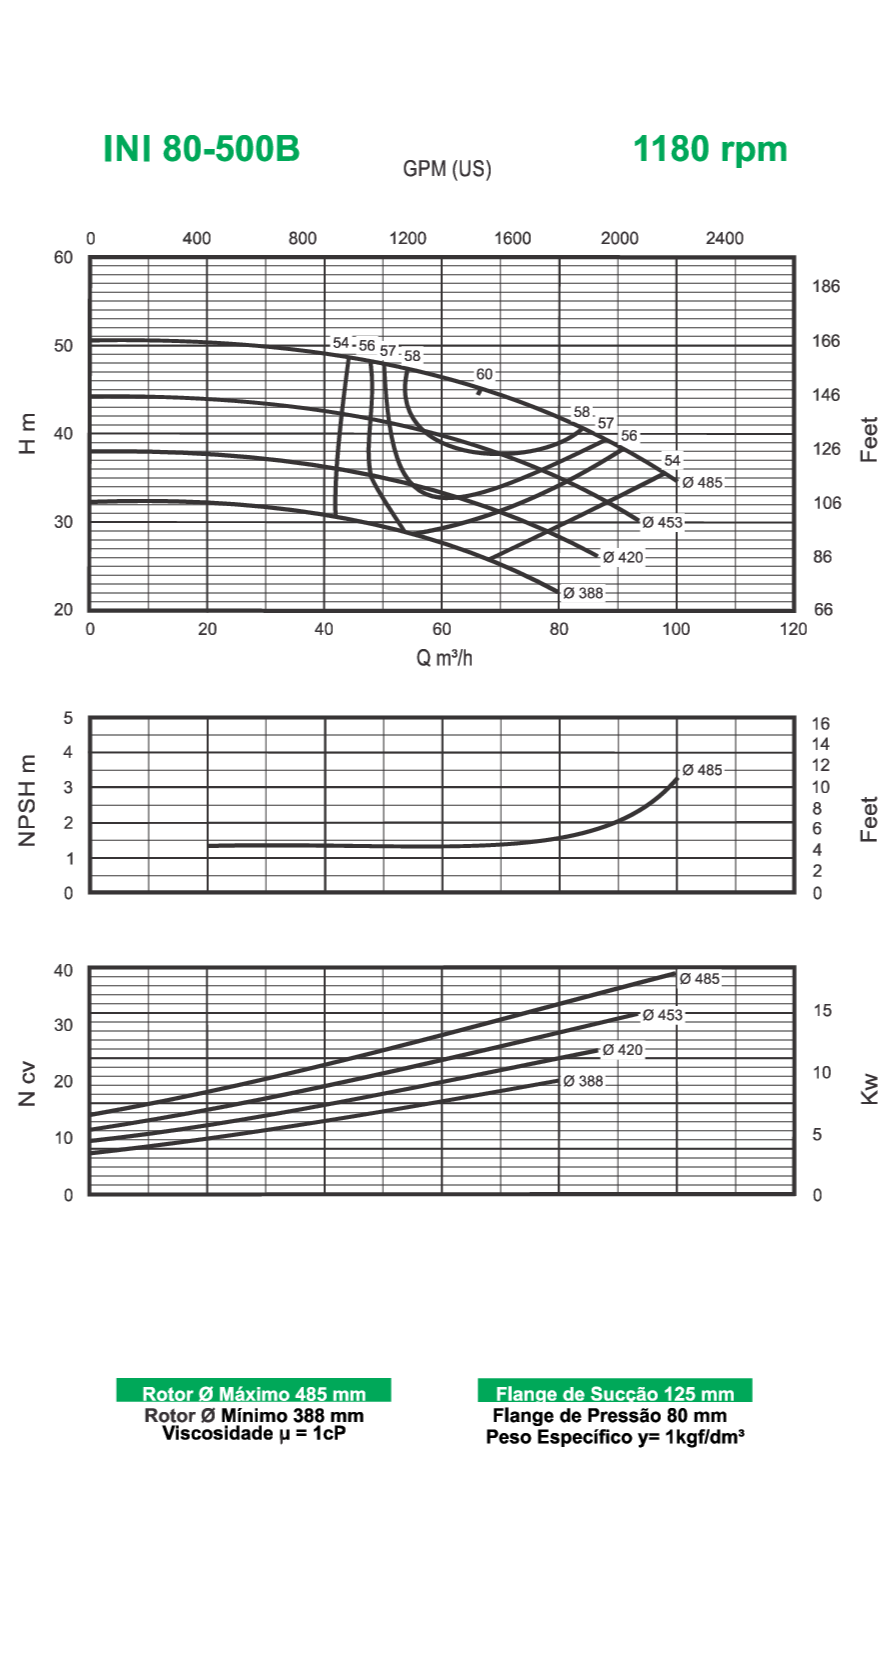 INI 80-500B
1180 rpm
GPM (US)
0 400 800 1200 1600 2000 2400
60
50
40
30
20
H m
186
166
146
126
106
86
66
Feet
54 56 57 58
60
58
57
56
54
Ø 485
Ø 453
Ø 420
Ø 388
0 20 40 60 80 100 120
Q m³/h
5
4
3
2
1
0
NPSH m
16
14
12
10
8
6
4
2
0
Feet
Ø 485
40
30
20
10
0
N cv
15
10
5
0
Kw
Ø 485
Ø 453
Ø 420
Ø 388
Rotor Ø Máximo 485 mm
Rotor Ø Mínimo 388 mm
Viscosidade µ = 1cP
Flange de Sucção 125 mm
Flange de Pressão 80 mm
Peso Específico y= 1kgf/dm³